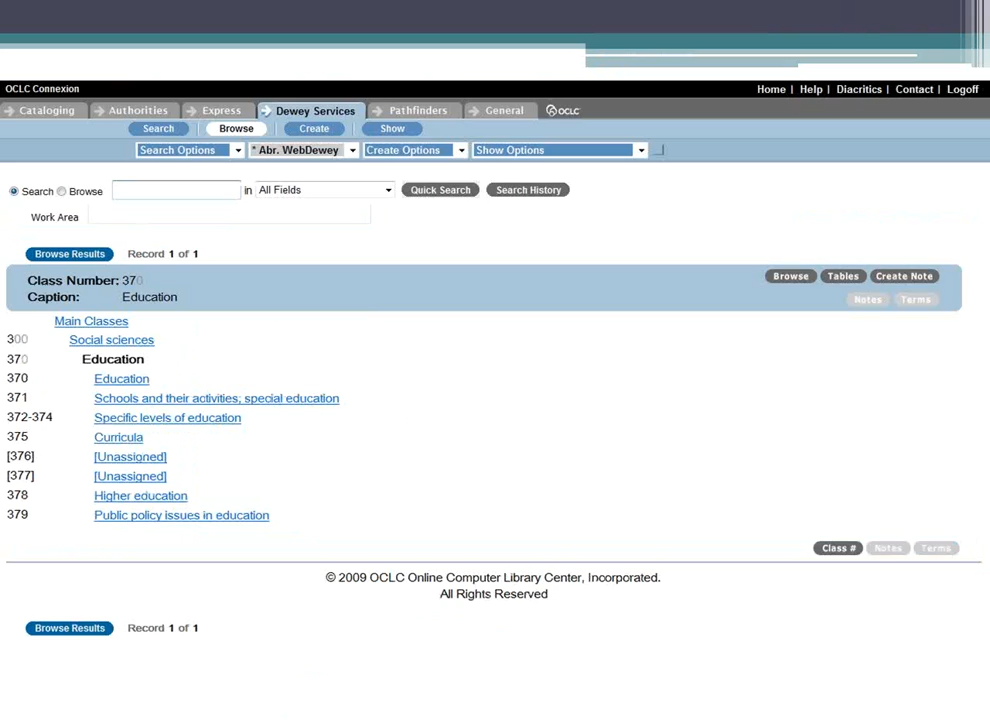 OCLC Connexion
Home | Help | Diacritics | Contact | Logoff
Cataloging Authorities Express Dewey Services Pathfinders General OCLC
Search Browse Create Show
Search Options * Abr. WebDewey Create Options Show Options
Search Browse in All Fields Quick Search Search History
Work Area
Browse Results Record 1 of 1
Class Number: 370 Browse Tables Create Note
Caption: Education Notes Terms
Main Classes
300 Social sciences
370 Education
370 Education
371 Schools and their activities; special education
372-374 Specific levels of education
375 Curricula
[376] [Unassigned]
[377] [Unassigned]
378 Higher education
379 Public policy issues in education
Class # Notes Terms
© 2009 OCLC Online Computer Library Center, Incorporated.
All Rights Reserved
Browse Results Record 1 of 1